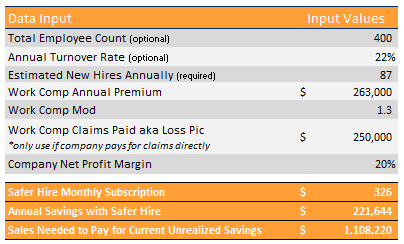 Data Input Input Values
Total Employee Count (optional) 400
Annual Turnover Rate (optional) 22%
Estimated New Hires Annually (required) 87
Work Comp Annual Premium $ 263,000
Work Comp Mod 1.3
Work Comp Claims Paid aka Loss Pic
*only use if company pays for claims directly $ 250,000
Company Net Profit Margin 20%
Safer Hire Monthly Subscription $ 326
Annual Savings with Safer Hire $ 221,644
Sales Needed to Pay for Current Unrealized Savings $ 1,108,220